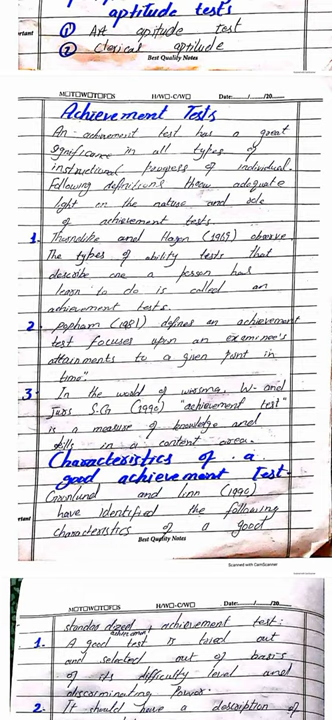 aptitude tests
1 Art aptitude test
2 Clerical aptitude
Best Quality Notes
M□T□W□T□F□S H/W□-C/W□ Date: / /20
Achievement Tests
An achievement test has a great
significance in all types of
instructional progress of individual.
Following definitions throw adequate
light on the nature and role
of achievement tests.
1. Thorndike and Hagen (1969) observe.
The types of ability tests that
describe one a person has
learn to do is called an
achievement tests.
2. Popham (1981) defines an achievement
test focuses upon an examinee's
attainments to a given point in
time"
3. In the world of W- and
Jurs S.G (1990) "achievement test"
is a measure of knowledge and
skills in a content area.
Characteristics of a
good achievement Test-
Gronlund and Linn (1990)
have identified the following
characteristics of a good
Best Quality Notes
Scanned with CamScanner
M□T□W□T□F□S H/W□-C/W□ Date: / /20
standardized achievement test:
1. A good test is tried out
and selected out of basis
of its difficulty level and
discriminating Power.
2. It should have a description of